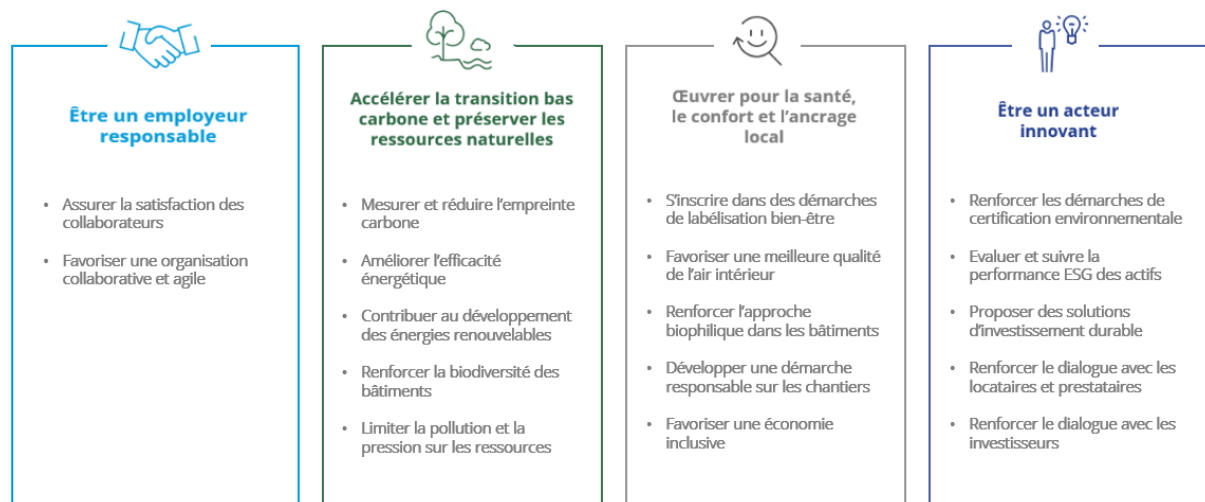 Être un employeur
responsable
• Assurer la satisfaction des
collaborateurs
• Favoriser une organisation
collaborative et agile
Accélérer la transition bas
carbone et préserver les
ressources naturelles
• Mesurer et réduire l'empreinte
carbone
• Améliorer l'efficacité
énergétique
• Contribuer au développement
des énergies renouvelables
• Renforcer la biodiversité des
bâtiments
• Limiter la pollution et la
pression sur les ressources
Œuvrer pour la santé,
le confort et l'ancrage
local
• S'inscrire dans des démarches
de labélisation bien-être
• Favoriser une meilleure qualité
de l'air intérieur
• Renforcer l'approche
biophilique dans les bâtiments
• Développer une démarche
responsable sur les chantiers
• Favoriser une économie
inclusive
Être un acteur
innovant
• Renforcer les démarches de
certification environnementale
• Evaluer et suivre la
performance ESG des actifs
• Proposer des solutions
d'investissement durable
• Renforcer le dialogue avec les
locataires et prestataires
• Renforcer le dialogue avec les
investisseurs